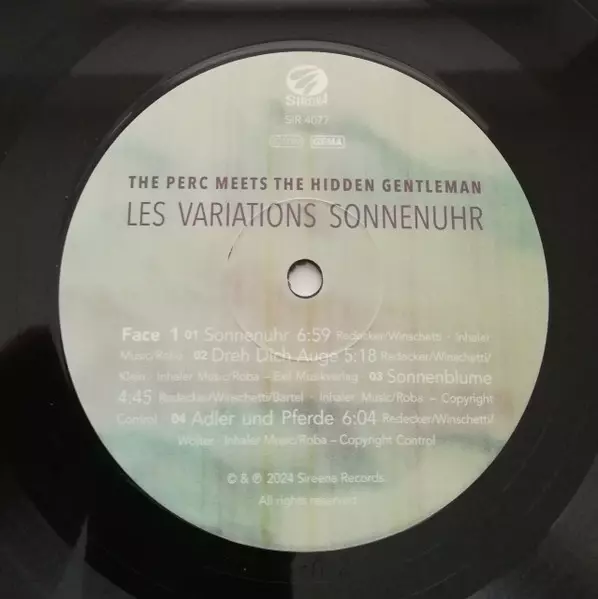 Sireena
SIR 4077
GEMA
THE PERC MEETS THE HIDDEN GENTLEMAN
LES VARIATIONS SONNENUHR
Face 1 01 Sonnenuhr 6:59 Redecker/Winschetti – Inhaler
Music/Roba 02 Dreh Dich Auge 5:18 Redecker/Winschetti/
Klein · Inhaler Music/Roba – Exil Musikverlag 03 Sonnenblume
4:45 Redecker/Winschetti/Bartel · Inhaler Music/Roba – Copyright
Control 04 Adler und Pferde 6:04 Redecker/Winschetti/
Inhaler Music/Roba – Copyright Control
© & ℗ 2024 Sireena Records.
All rights reserved